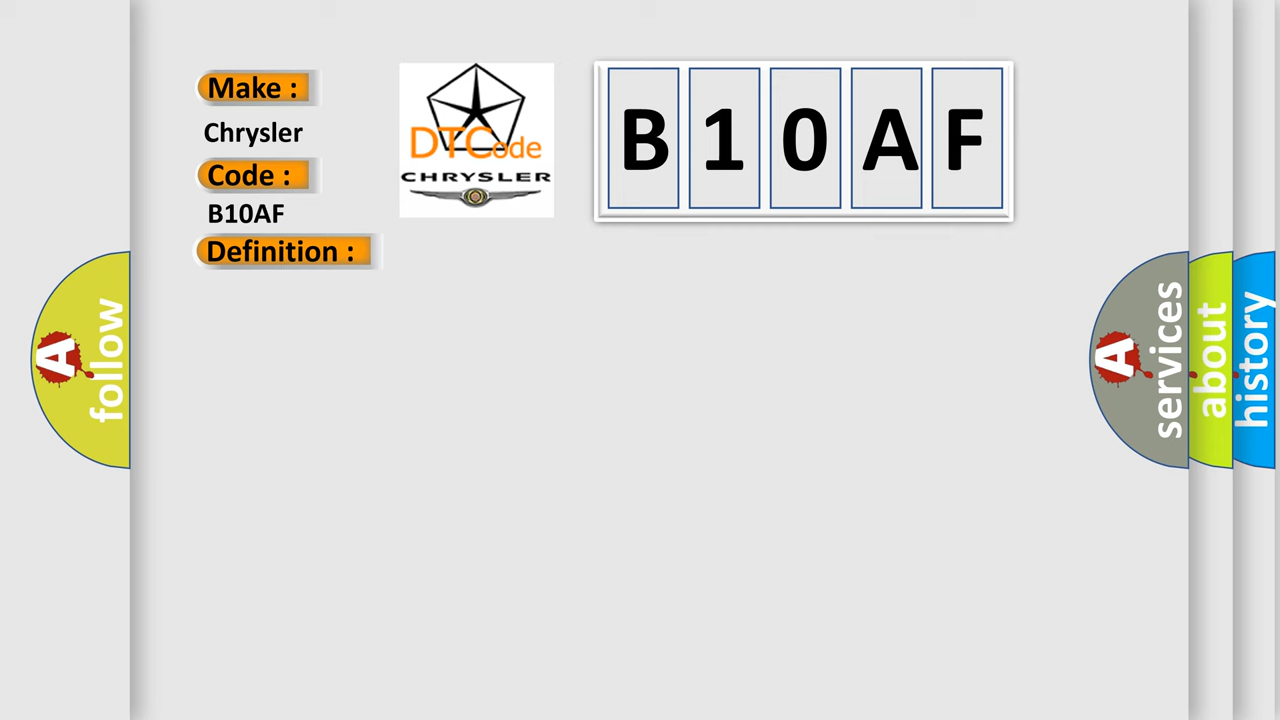 Make :
Chrysler
Code :
B10AF
Definition :
DTCode
CHRYSLER
B 1 0 A F
A follow
A services
about
history